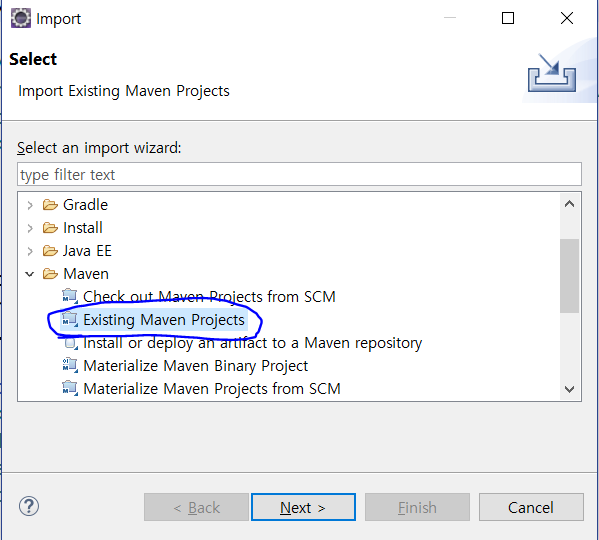 Import
Select
Import Existing Maven Projects
Select an import wizard:
type filter text
Gradle
Install
Java EE
Maven
Check out Maven Projects from SCM
Existing Maven Projects
Install or deploy an artifact to a Maven repository
Materialize Maven Binary Project
Materialize Maven Projects from SCM
? < Back Next > Finish Cancel